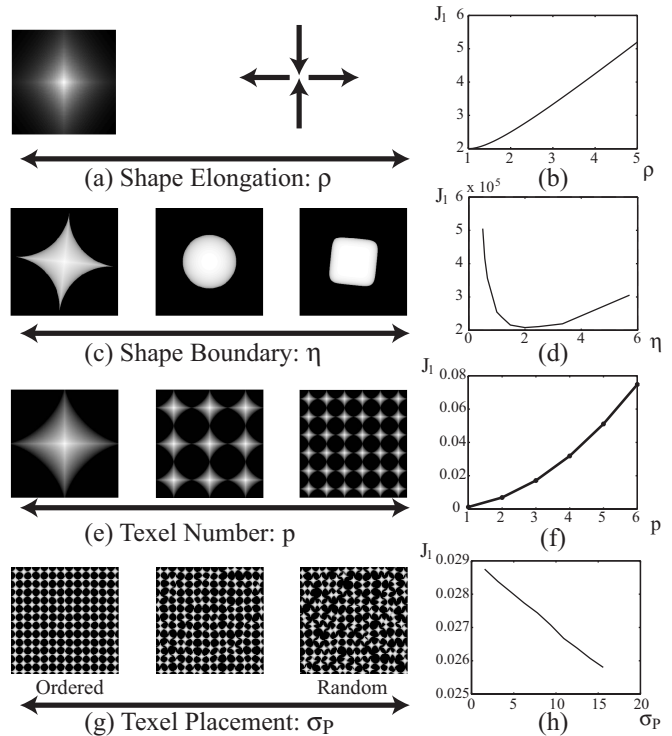 J₁
6
5
4
3
2
1 2 3 4 5
ρ
(a) Shape Elongation: ρ
(b)
J₁ x 10⁵
6
5
4
3
2
0 2 4 6
η
(c) Shape Boundary: η
(d)
J₁
0.08
0.06
0.04
0.02
0
1 2 3 4 5 6
p
(e) Texel Number: p
(f)
J₁
0.029
0.028
0.027
0.026
0.025
0 5 10 15 20
σP
Ordered Random
(g) Texel Placement: σP
(h)